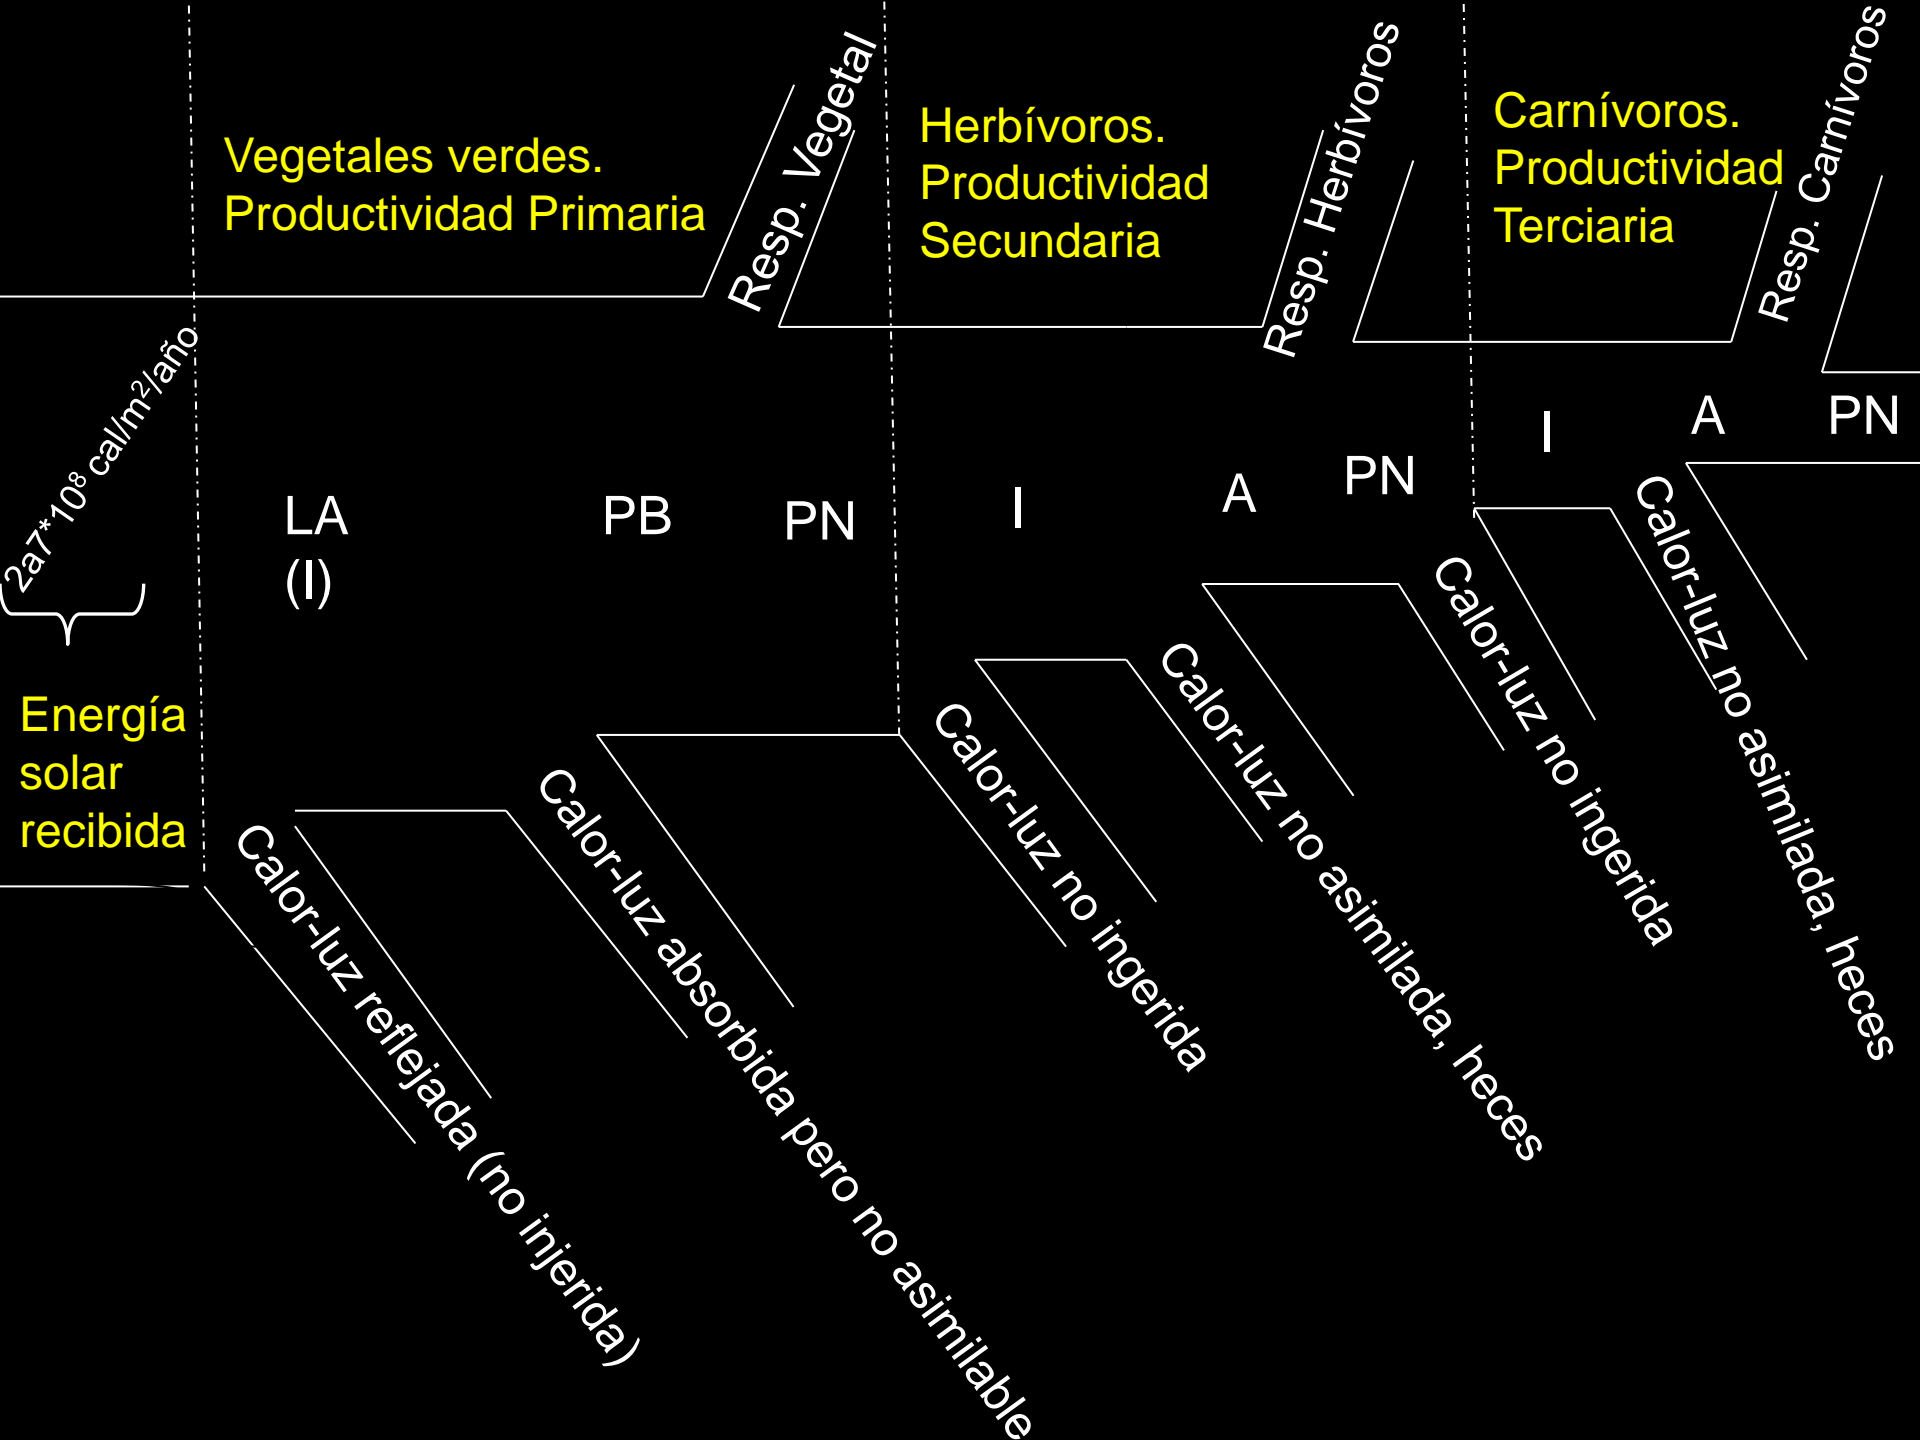 Vegetales verdes.
Productividad Primaria
Resp. Vegetal
Herbívoros.
Productividad
Secundaria
Resp. Herbívoros
Carnívoros.
Productividad
Terciaria
Resp. Carnívoros
2a7*10⁸ cal/m²/año
Energía
solar
recibida
LA
(I)
PB
PN
I
A
PN
I
A
PN
Calor-luz reflejada (no injerida)
Calor-luz absorbida pero no asimilable
Calor-luz no ingerida
Calor-luz no asimilada, heces
Calor-luz no ingerida
Calor-luz no asimilada, heces